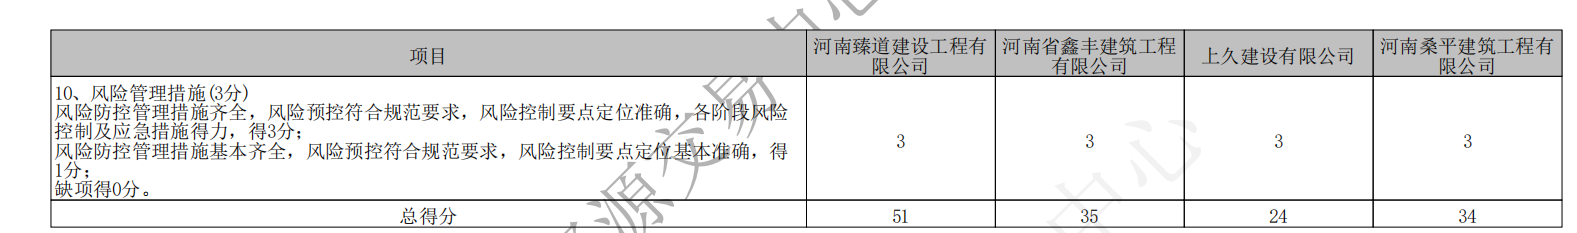 项目
河南臻道建设工程有
限公司
河南省鑫丰建筑工程
有限公司
上久建设有限公司
河南桑平建筑工程有
限公司
10、风险管理措施(3分)
风险防控管理措施齐全，风险预控符合规范要求，风险控制要点定位准确，各阶段风险
控制及应急措施得力，得3分；
风险防控管理措施基本齐全，风险预控符合规范要求，风险控制要点定位基本准确，得
1分；
缺项得0分。
3
3
3
3
总得分
51
35
24
34
源交易中心
中心